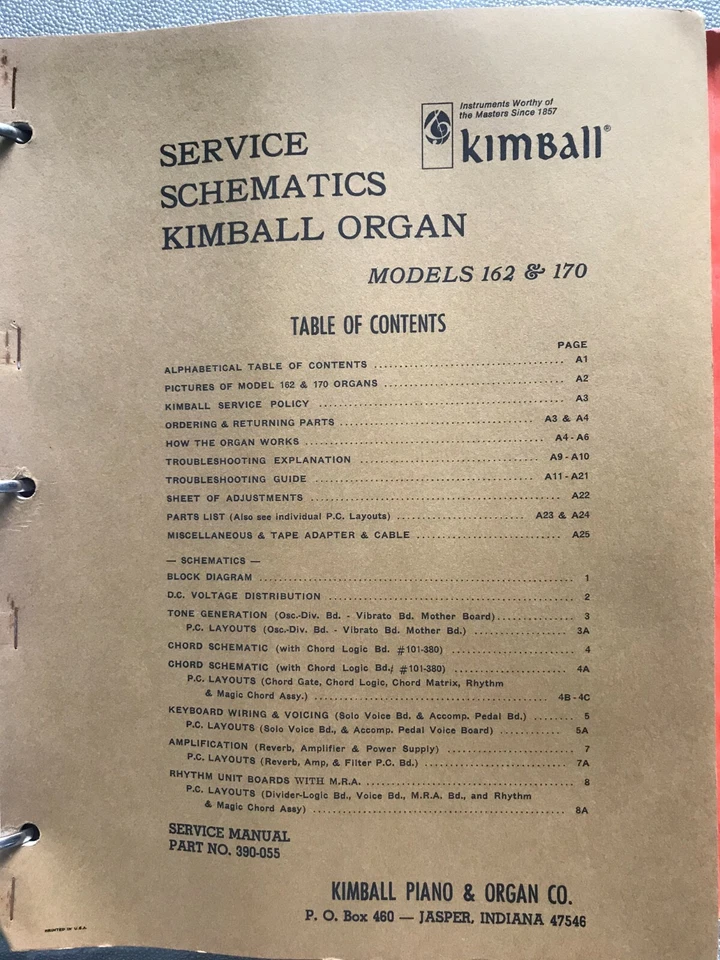 Instruments Worthy of
the Masters Since 1857
KIMBALL®
SERVICE
SCHEMATICS
KIMBALL ORGAN
MODELS 162 & 170
TABLE OF CONTENTS
PAGE
ALPHABETICAL TABLE OF CONTENTS ........ A1
PICTURES OF MODEL 162 & 170 ORGANS ........ A2
KIMBALL SERVICE POLICY ........ A3
ORDERING & RETURNING PARTS ........ A3 & A4
HOW THE ORGAN WORKS ........ A4 - A6
TROUBLESHOOTING EXPLANATION ........ A9 - A10
TROUBLESHOOTING GUIDE ........ A11 - A21
SHEET OF ADJUSTMENTS ........ A22
PARTS LIST (Also see individual P.C. Layouts) ........ A23 & A24
MISCELLANEOUS & TAPE ADAPTER & CABLE ........ A25
— SCHEMATICS —
BLOCK DIAGRAM ........ 1
D.C. VOLTAGE DISTRIBUTION ........ 2
TONE GENERATION (Osc.-Div. Bd. - Vibrato Bd. Mother Board) ........ 3
P.C. LAYOUTS (Osc.-Div. Bd. - Vibrato Bd. Mother Bd.) ........ 3A
CHORD SCHEMATIC (with Chord Logic Bd. #101-380) ........ 4
CHORD SCHEMATIC (with Chord Logic Bd./ #101-380) ........ 4A
P.C. LAYOUTS (Chord Gate, Chord Logic, Chord Matrix, Rhythm
& Magic Chord Assy.) ........ 4B - 4C
KEYBOARD WIRING & VOICING (Solo Voice Bd. & Accomp. Pedal Bd.) ........ 5
P.C. LAYOUTS (Solo Voice Bd., & Accomp. Pedal Voice Board) ........ 5A
AMPLIFICATION (Reverb, Amplifier & Power Supply) ........ 7
P.C. LAYOUTS (Reverb, Amp, & Filter P.C. Bd.) ........ 7A
RHYTHM UNIT BOARDS WITH M.R.A. ........ 8
P.C. LAYOUTS (Divider-Logic Bd., Voice Bd., M.R.A. Bd., and Rhythm
& Magic Chord Assy) ........ 8A
SERVICE MANUAL
PART NO. 390-055
KIMBALL PIANO & ORGAN CO.
P. O. Box 460 — JASPER, INDIANA 47546
PRINTED IN U.S.A.